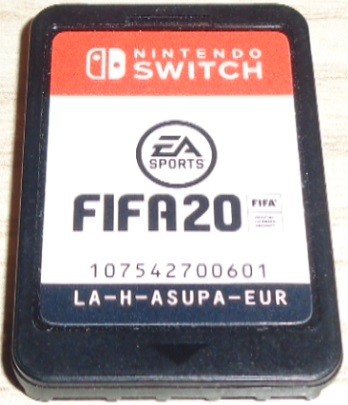 NINTENDO
SWITCH
EA
SPORTS
FIFA20
FIFA
107542700601
LA-H-ASUPA-EUR